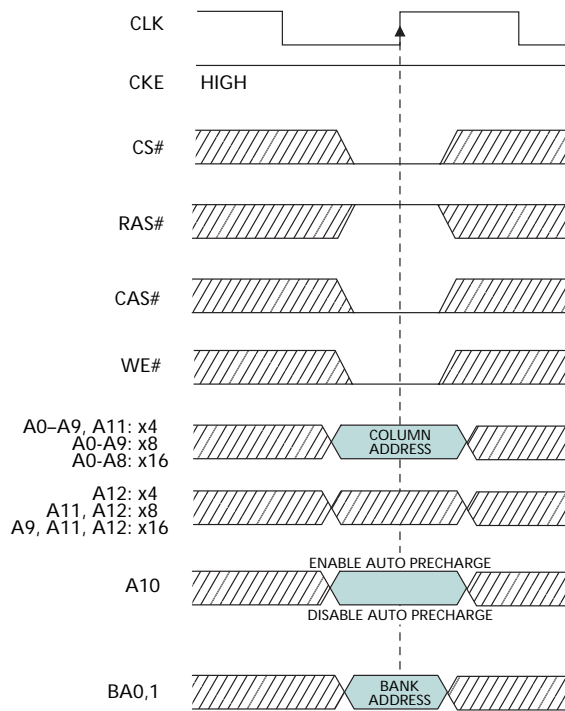 CLK
CKE HIGH
CS#
RAS#
CAS#
WE#
A0–A9, A11: x4
A0-A9: x8
A0-A8: x16
COLUMN
ADDRESS
A12: x4
A11, A12: x8
A9, A11, A12: x16
ENABLE AUTO PRECHARGE
A10
DISABLE AUTO PRECHARGE
BA0,1
BANK
ADDRESS